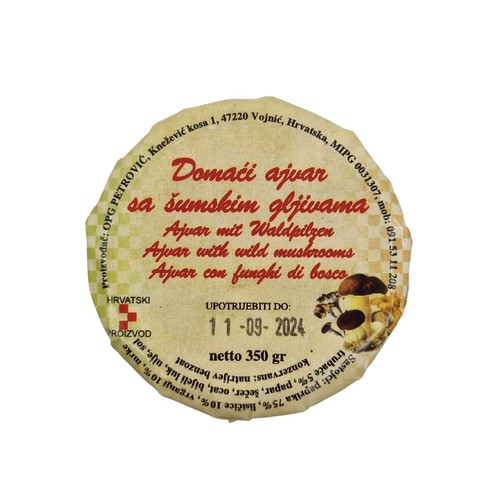 Proizvođač: OPG PETROVIĆ, Knežević kosa 1, 47220 Vojnić, Hrvatska, MIPG 0031307, mob: 091 53 11 208
Domaći ajvar
sa šumskim gljivama
Ajvar mit Waldpilzen
Ajvar with wild mushrooms
Ajvar con funghi di bosco
HRVATSKI
PROIZVOD
UPOTRIJEBITI DO:
11-09-2024
netto 350 gr
Sastojci: paprika 75%, lisičice 10%, vrganj 10%, mrke
trubače 5%, papar, šećer, ocat, bijeli luk, ulje, sol
konzervans: natrijev benzoat